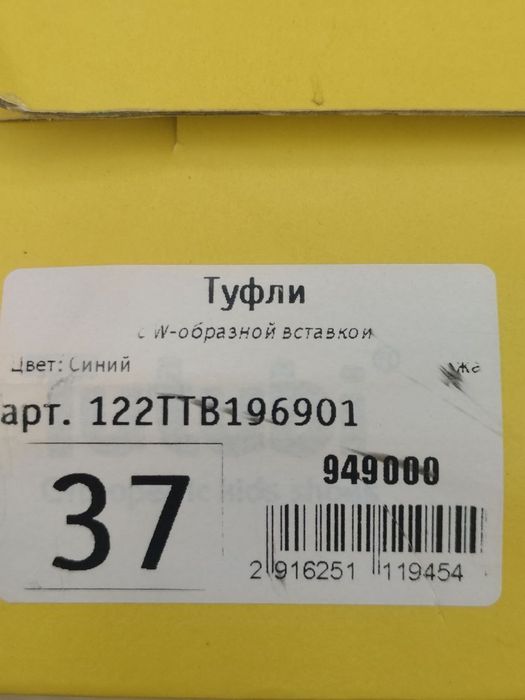 Туфли
с W-образной вставкой
Цвет: Синий
арт. 122TTB196901
37
949000
2 916251 119454